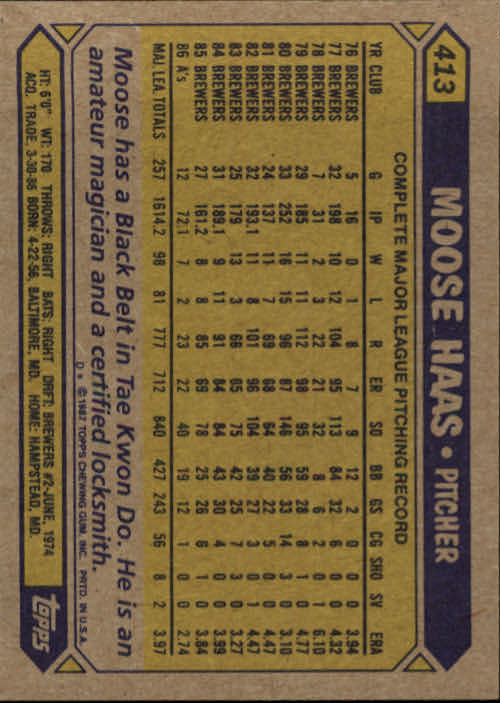 413
MOOSE HAAS • PITCHER
COMPLETE MAJOR LEAGUE PITCHING RECORD
YR CLUB G IP W L R ER SO BB GS CG SHO SV ERA
76 BREWERS 5 16 0 1 8 7 9 12 2 0 0 0 3.94
77 BREWERS 32 198 10 12 104 95 113 84 32 6 0 0 4.32
78 BREWERS 7 31 2 3 22 21 32 8 6 2 0 1 6.10
79 BREWERS 29 185 11 11 112 98 95 59 28 8 1 0 4.77
80 BREWERS 33 252 16 15 96 87 146 56 33 14 3 0 3.10
81 BREWERS 24 137 11 7 69 68 64 40 22 5 0 0 4.47
82 BREWERS 32 193.1 11 8 101 96 104 39 27 3 0 1 4.47
83 BREWERS 25 179 13 3 66 65 75 42 25 7 3 0 3.27
84 BREWERS 31 189.1 9 11 91 84 84 43 30 4 0 0 3.99
85 BREWERS 27 161.2 8 8 85 69 78 25 26 6 1 0 3.84
86 A's 12 72.1 7 2 23 22 40 19 12 1 0 0 2.74
MAJ. LEA. TOTALS 257 1614.2 98 81 777 712 840 427 243 56 8 2 3.97
Moose has a Black Belt in Tae Kwon Do. He is an
amateur magician and a certified locksmith.
D* © 1987 TOPPS CHEWING GUM, INC. PRTD. IN U.S.A.
HT: 6'0" WT: 170 THROWS: RIGHT BATS: RIGHT DRFT: BREWERS #2-JUNE, 1974
ACQ. TRADE, 3-30-86 BORN: 4-22-56, BALTIMORE, MD. HOME: HAMPSTEAD, MD.
TOPPS